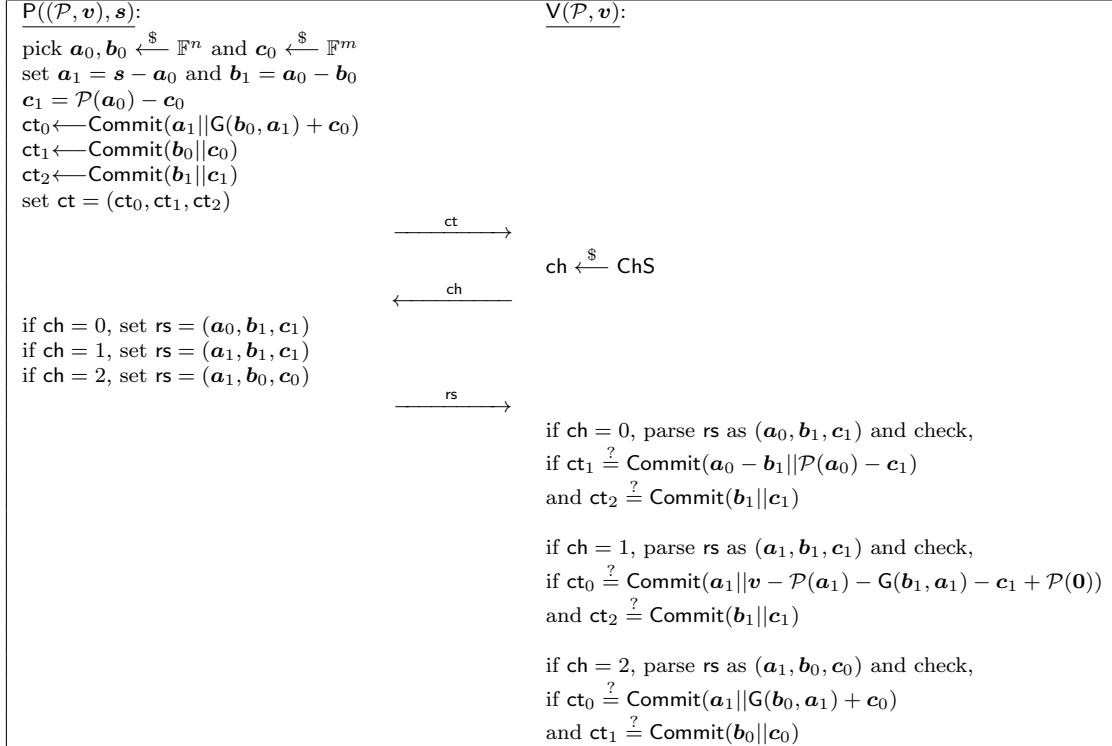 P((𝒫, 𝒗), 𝒔): V(𝒫, 𝒗):
pick 𝒂₀, 𝒃₀ ←$ 𝔽ⁿ and 𝒄₀ ←$ 𝔽ᵐ
set 𝒂₁ = 𝒔 − 𝒂₀ and 𝒃₁ = 𝒂₀ − 𝒃₀
𝒄₁ = 𝒫(𝒂₀) − 𝒄₀
ct₀⟵Commit(𝒂₁||G(𝒃₀, 𝒂₁) + 𝒄₀)
ct₁⟵Commit(𝒃₀||𝒄₀)
ct₂⟵Commit(𝒃₁||𝒄₁)
set ct = (ct₀, ct₁, ct₂)
ct
ch ←$ ChS
ch
if ch = 0, set rs = (𝒂₀, 𝒃₁, 𝒄₁)
if ch = 1, set rs = (𝒂₁, 𝒃₁, 𝒄₁)
if ch = 2, set rs = (𝒂₁, 𝒃₀, 𝒄₀)
rs
if ch = 0, parse rs as (𝒂₀, 𝒃₁, 𝒄₁) and check,
if ct₁ ≟ Commit(𝒂₀ − 𝒃₁||𝒫(𝒂₀) − 𝒄₁)
and ct₂ ≟ Commit(𝒃₁||𝒄₁)
if ch = 1, parse rs as (𝒂₁, 𝒃₁, 𝒄₁) and check,
if ct₀ ≟ Commit(𝒂₁||𝒗 − 𝒫(𝒂₁) − G(𝒃₁, 𝒂₁) − 𝒄₁ + 𝒫(𝟎))
and ct₂ ≟ Commit(𝒃₁||𝒄₁)
if ch = 2, parse rs as (𝒂₁, 𝒃₀, 𝒄₀) and check,
if ct₀ ≟ Commit(𝒂₁||G(𝒃₀, 𝒂₁) + 𝒄₀)
and ct₁ ≟ Commit(𝒃₀||𝒄₀)